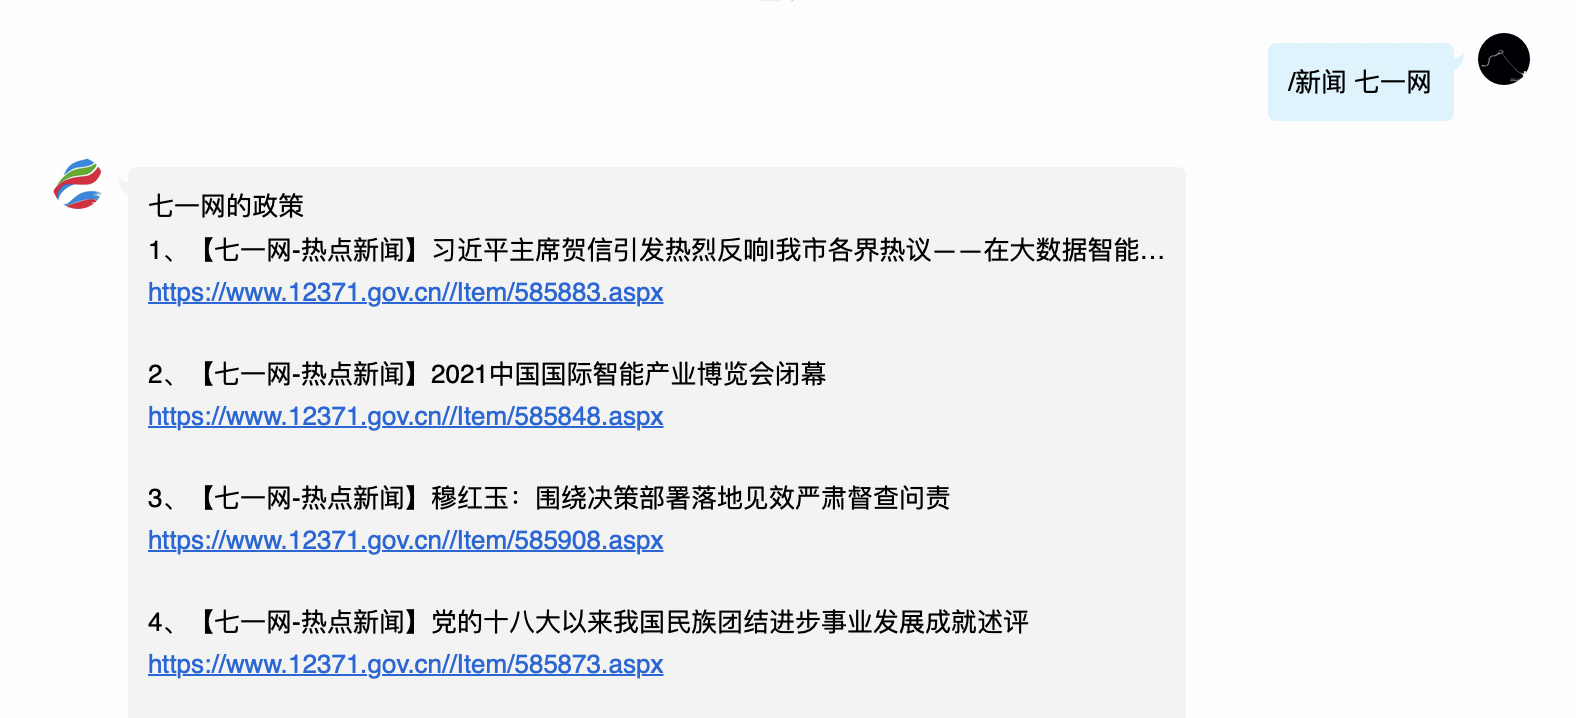 /新闻 七一网
七一网的政策
1、【七一网-热点新闻】习近平主席贺信引发热烈反响|我市各界热议——在大数据智能...
https://www.12371.gov.cn//Item/585883.aspx
2、【七一网-热点新闻】2021中国国际智能产业博览会闭幕
https://www.12371.gov.cn//Item/585848.aspx
3、【七一网-热点新闻】穆红玉：围绕决策部署落地见效严肃督查问责
https://www.12371.gov.cn//Item/585908.aspx
4、【七一网-热点新闻】党的十八大以来我国民族团结进步事业发展成就述评
https://www.12371.gov.cn//Item/585873.aspx